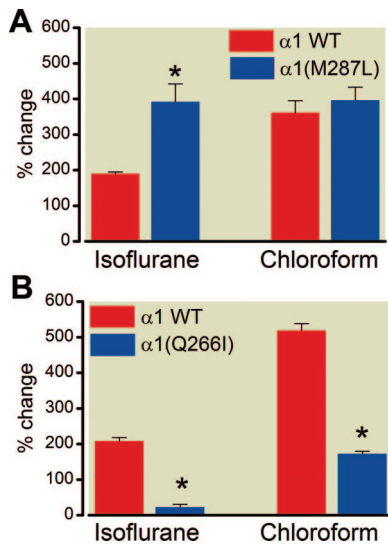 A
600
500
400
300
200
100
0
% change
α1 WT
α1(M287L)
*
Isoflurane Chloroform
B
600
500
400
300
200
100
0
% change
α1 WT
α1(Q266I)
*
*
Isoflurane Chloroform